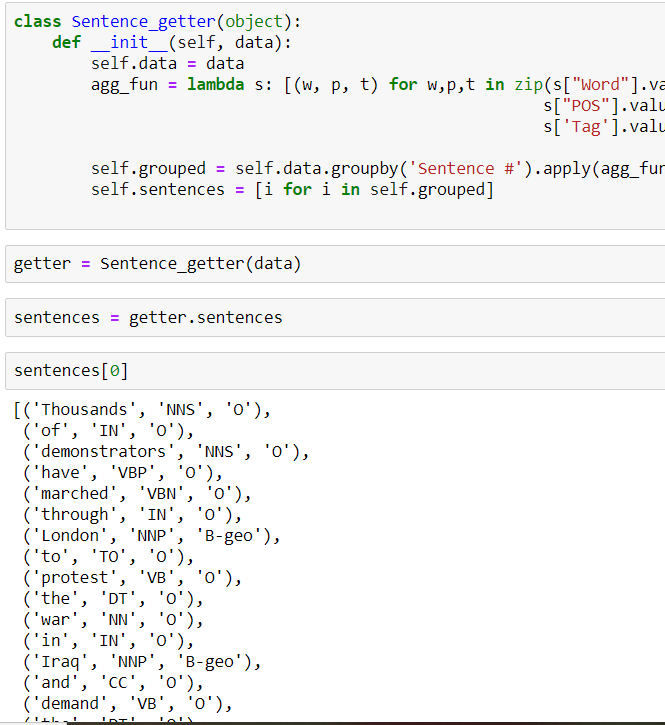 class Sentence_getter(object):
    def __init__(self, data):
        self.data = data
        agg_fun = lambda s: [(w, p, t) for w,p,t in zip(s["Word"].va
                                                       s["POS"].valu
                                                       s['Tag'].valu
        self.grouped = self.data.groupby('Sentence #').apply(agg_fun
        self.sentences = [i for i in self.grouped]
getter = Sentence_getter(data)
sentences = getter.sentences
sentences[0]
[('Thousands', 'NNS', 'O'),
 ('of', 'IN', 'O'),
 ('demonstrators', 'NNS', 'O'),
 ('have', 'VBP', 'O'),
 ('marched', 'VBN', 'O'),
 ('through', 'IN', 'O'),
 ('London', 'NNP', 'B-geo'),
 ('to', 'TO', 'O'),
 ('protest', 'VB', 'O'),
 ('the', 'DT', 'O'),
 ('war', 'NN', 'O'),
 ('in', 'IN', 'O'),
 ('Iraq', 'NNP', 'B-geo'),
 ('and', 'CC', 'O'),
 ('demand', 'VB', 'O'),